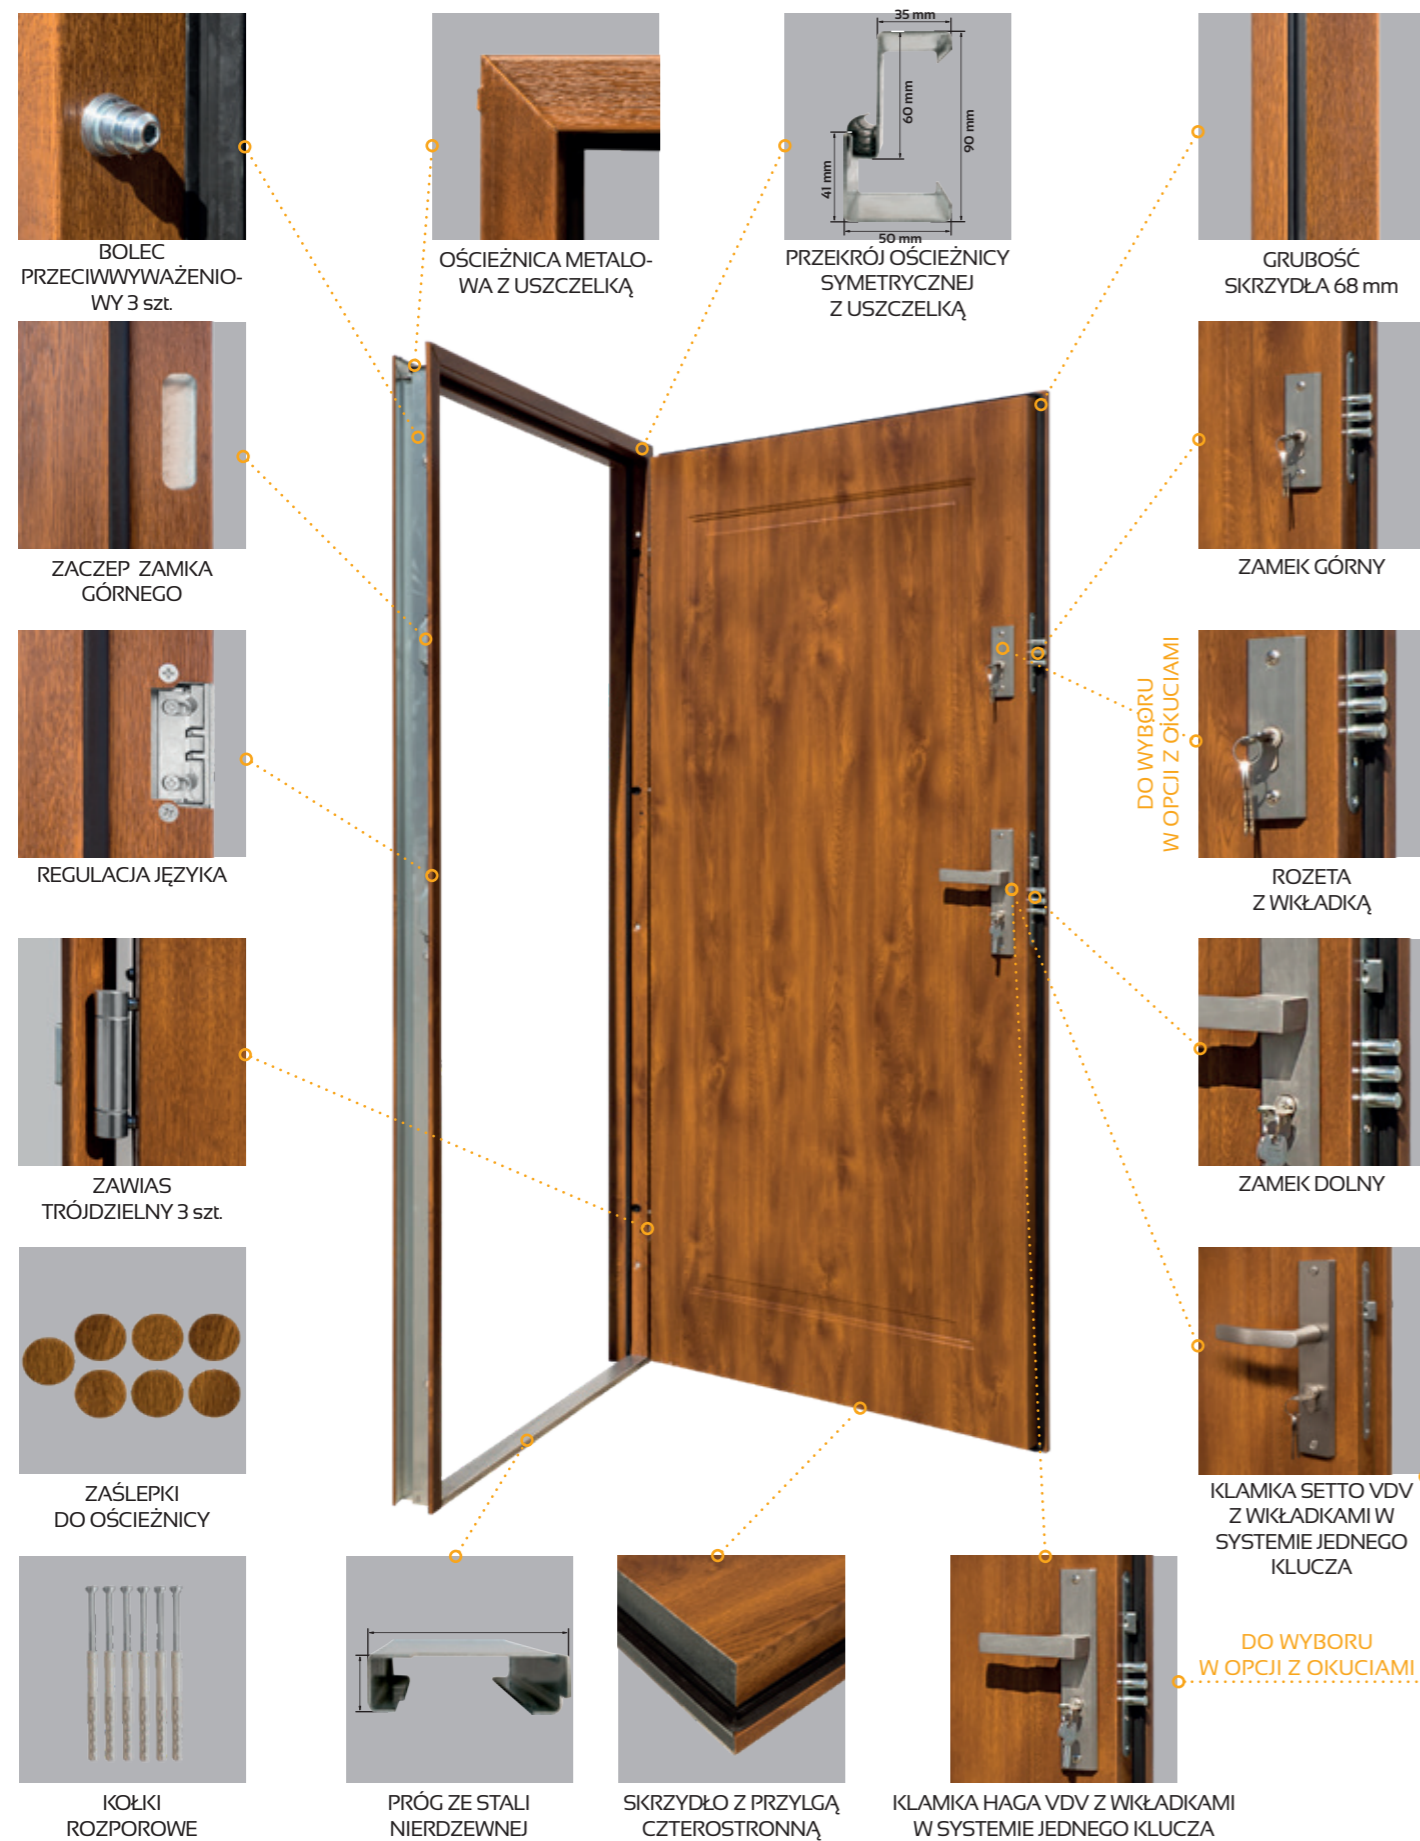 BOLEC
PRZECIWWYWAŻENIO-
WY 3 szt.
OŚCIEŻNICA METALO-
WA Z USZCZELKĄ
35 mm
60 mm
90 mm
41 mm
50 mm
PRZEKRÓJ OŚCIEŻNICY
SYMETRYCZNEJ
Z USZCZELKĄ
GRUBOŚĆ
SKRZYDŁA 68 mm
ZACZEP ZAMKA
GÓRNEGO
ZAMEK GÓRNY
REGULACJA JĘZYKA
DO WYBORU
W OPCJI Z OKUCIAMI
ROZETA
Z WKŁADKĄ
ZAWIAS
TRÓJDZIELNY 3 szt.
ZAMEK DOLNY
ZAŚLEPKI
DO OŚCIEŻNICY
KLAMKA SETTO VDV
Z WKŁADKAMI W
SYSTEMIE JEDNEGO
KLUCZA
KOŁKI
ROZPOROWE
PRÓG ZE STALI
NIERDZEWNEJ
SKRZYDŁO Z PRZYLGĄ
CZTEROSTRONNĄ
KLAMKA HAGA VDV Z WKŁADKAMI
W SYSTEMIE JEDNEGO KLUCZA
DO WYBORU
W OPCJI Z OKUCIAMI